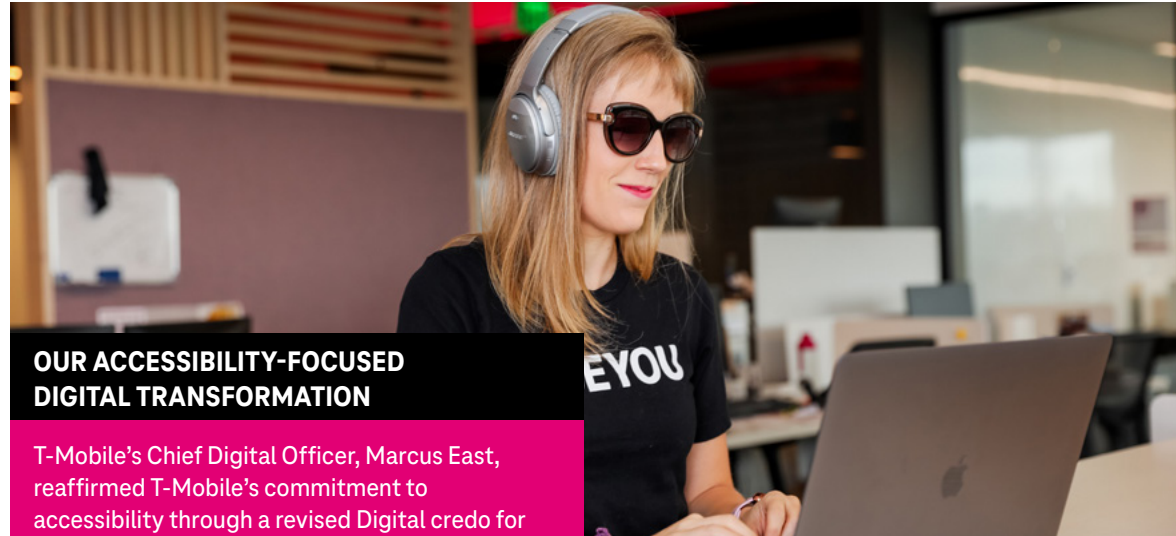 OUR ACCESSIBILITY-FOCUSED
DIGITAL TRANSFORMATION
T-Mobile's Chief Digital Officer, Marcus East,
reaffirmed T-Mobile's commitment to
accessibility through a revised Digital credo for
EYOU